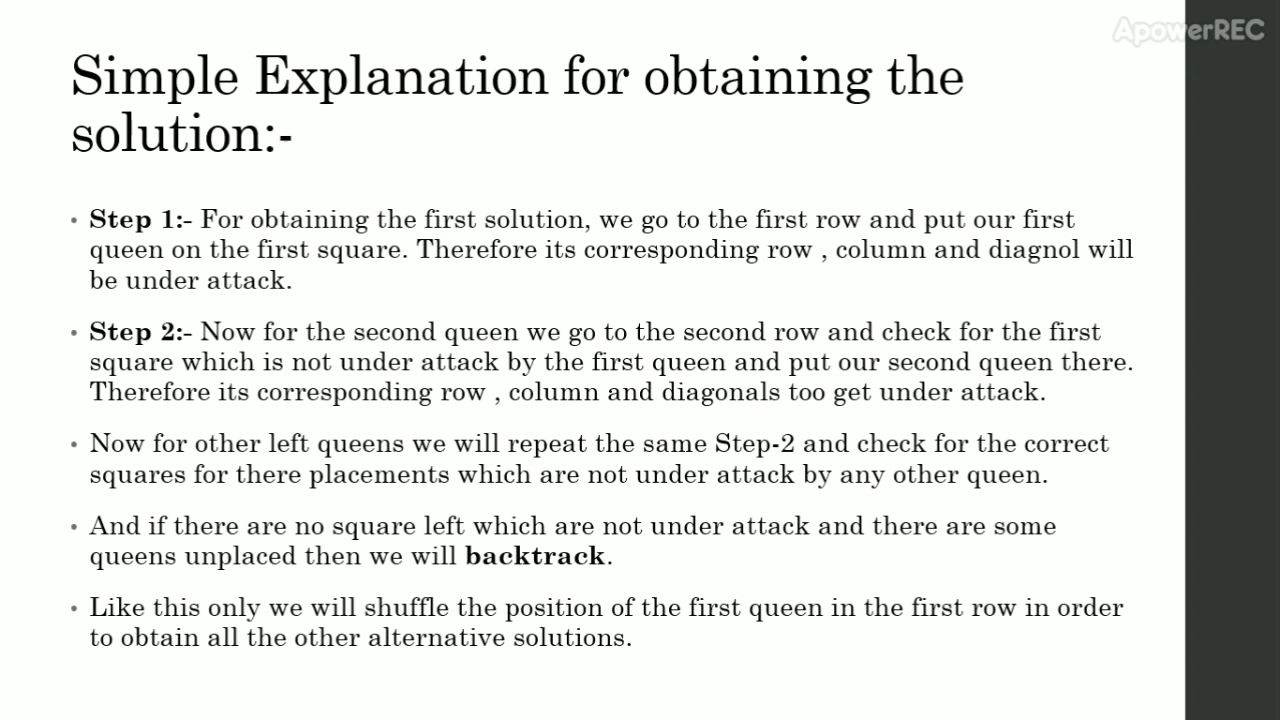 ApowerREC
Simple Explanation for obtaining the
solution:-
• Step 1:- For obtaining the first solution, we go to the first row and put our first
queen on the first square. Therefore its corresponding row , column and diagnol will
be under attack.
• Step 2:- Now for the second queen we go to the second row and check for the first
square which is not under attack by the first queen and put our second queen there.
Therefore its corresponding row , column and diagonals too get under attack.
• Now for other left queens we will repeat the same Step-2 and check for the correct
squares for there placements which are not under attack by any other queen.
• And if there are no square left which are not under attack and there are some
queens unplaced then we will backtrack.
• Like this only we will shuffle the position of the first queen in the first row in order
to obtain all the other alternative solutions.